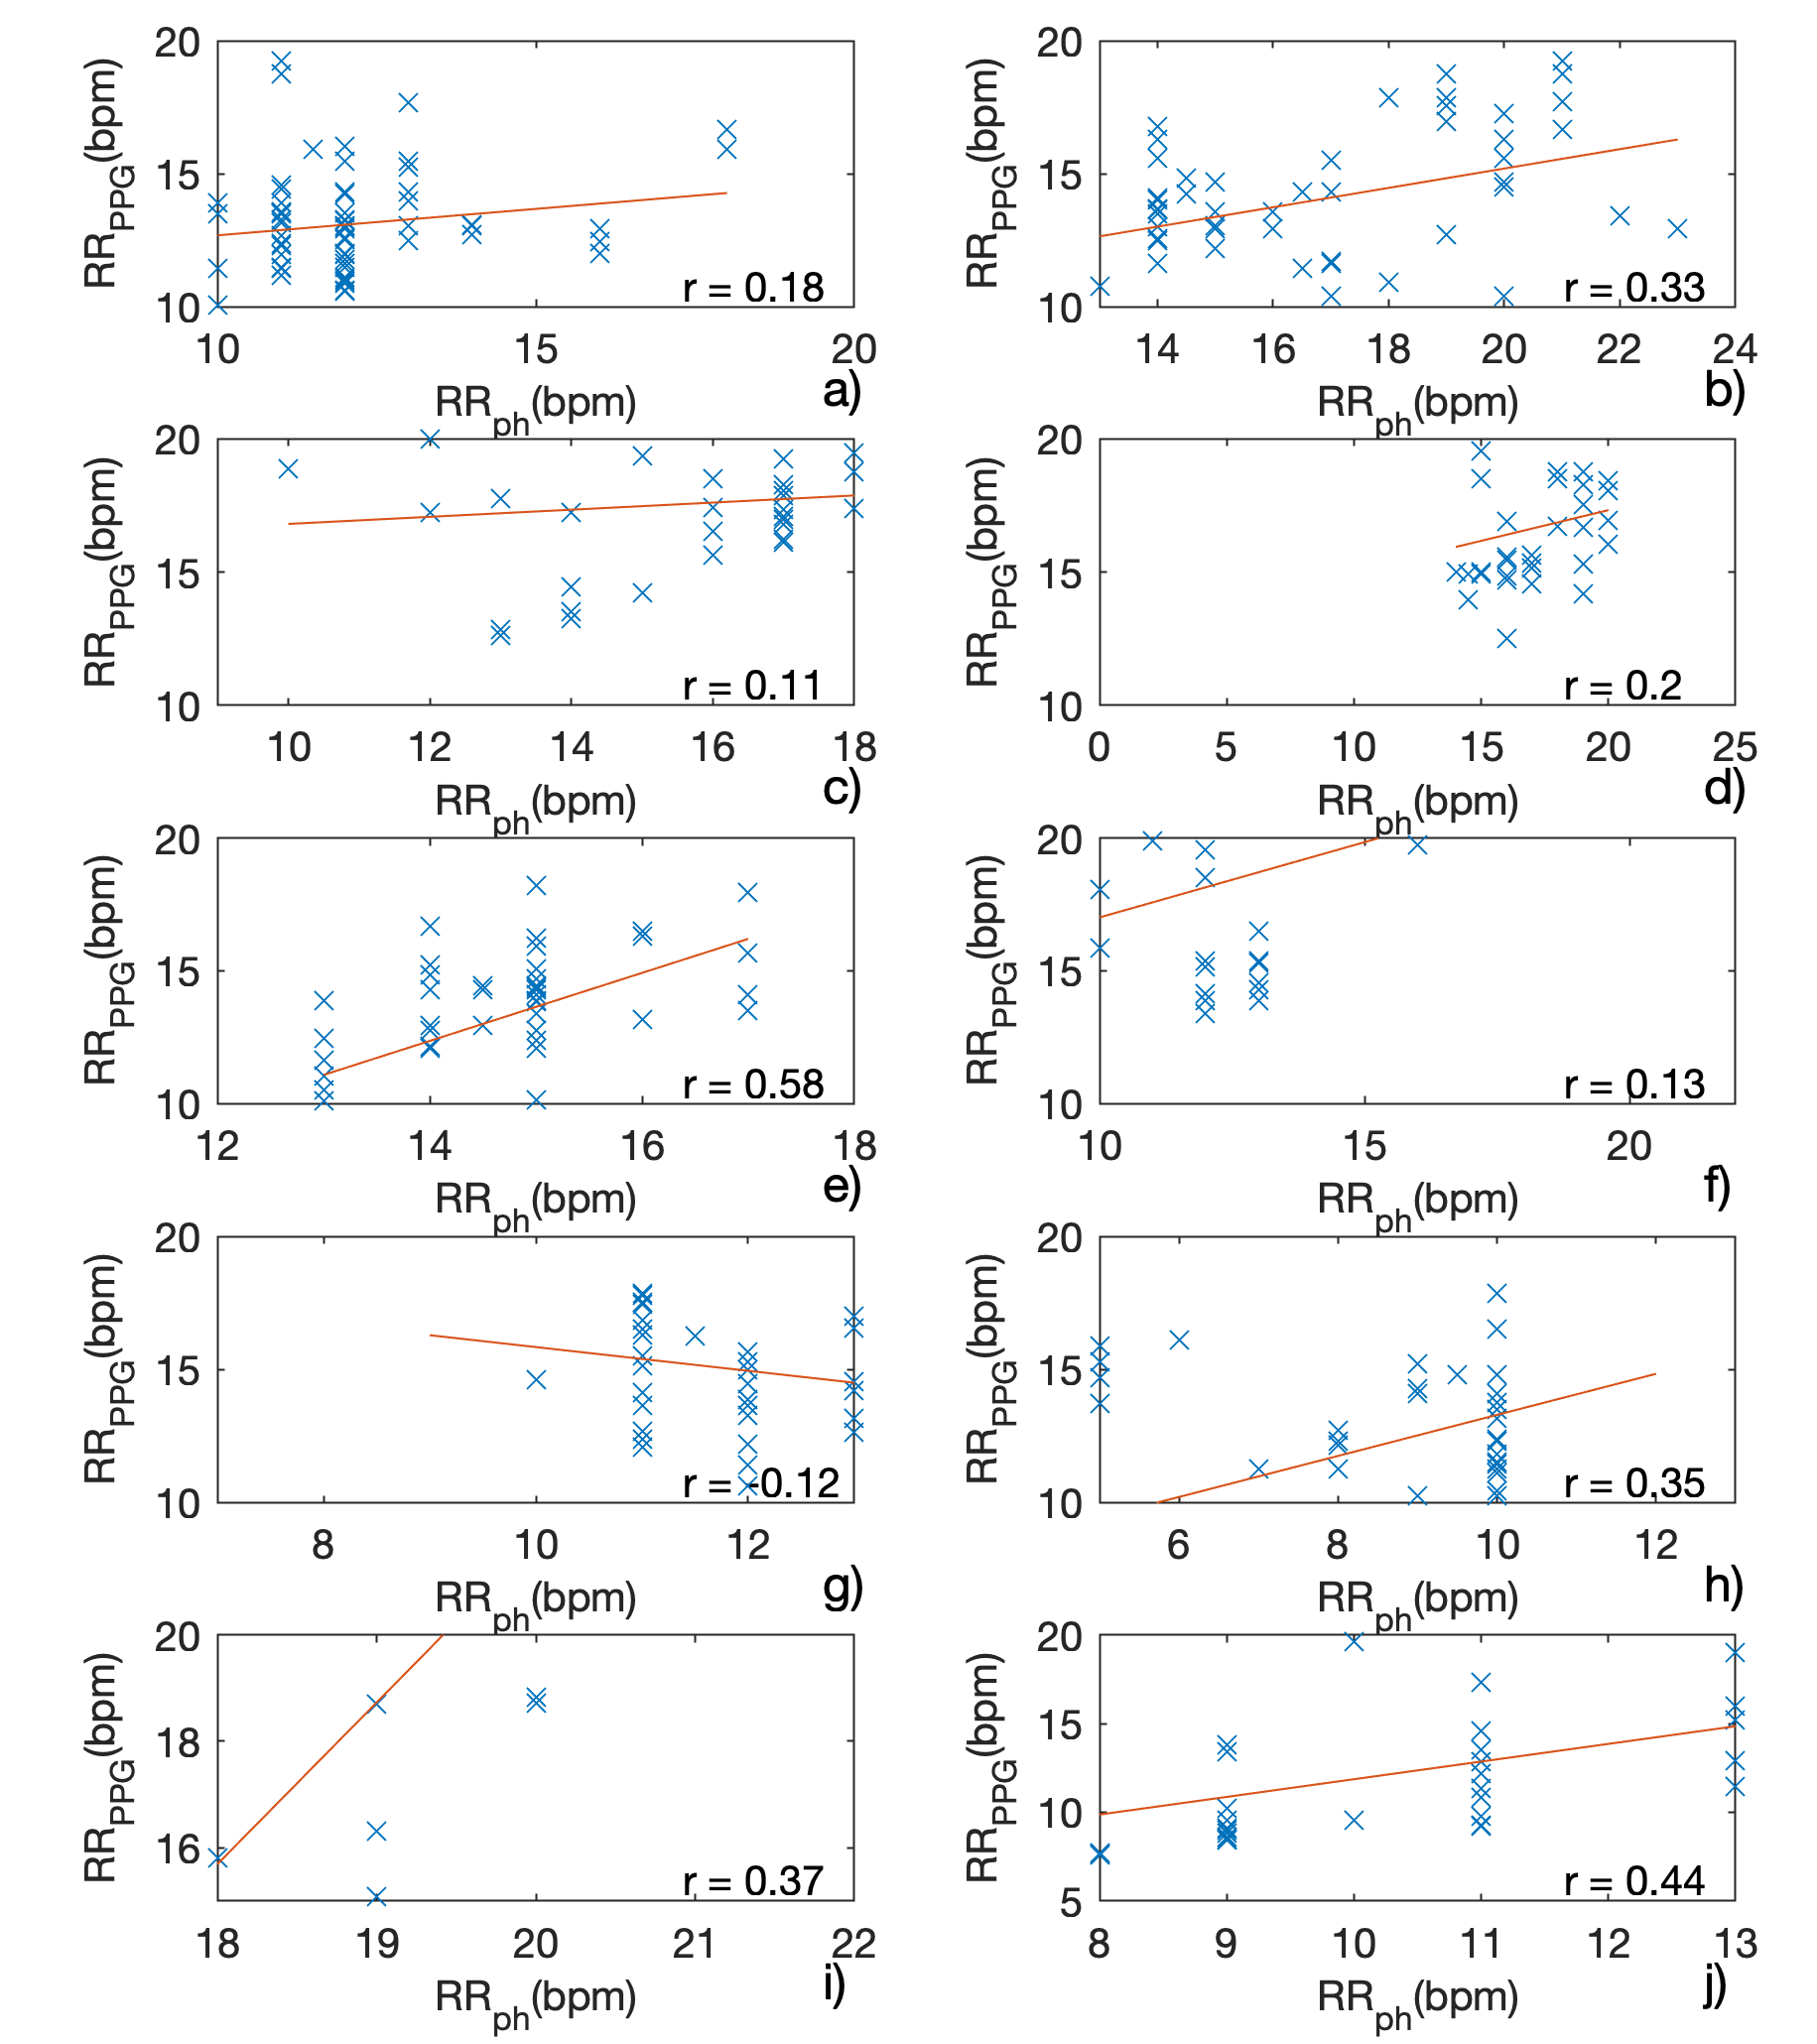 20
15
10
RR_PPG(bpm)
r = 0.18
10 15 20
RR_ph(bpm)
a)
20
15
10
RR_PPG(bpm)
r = 0.33
14 16 18 20 22 24
RR_ph(bpm)
b)
20
15
10
RR_PPG(bpm)
r = 0.11
10 12 14 16 18
RR_ph(bpm)
c)
20
15
10
RR_PPG(bpm)
r = 0.2
0 5 10 15 20 25
RR_ph(bpm)
d)
20
15
10
RR_PPG(bpm)
r = 0.58
12 14 16 18
RR_ph(bpm)
e)
20
15
10
RR_PPG(bpm)
r = 0.13
10 15 20
RR_ph(bpm)
f)
20
15
10
RR_PPG(bpm)
r = -0.12
8 10 12
RR_ph(bpm)
g)
20
15
10
RR_PPG(bpm)
r = 0.35
6 8 10 12
RR_ph(bpm)
h)
20
18
16
RR_PPG(bpm)
r = 0.37
18 19 20 21 22
RR_ph(bpm)
i)
20
15
10
5
RR_PPG(bpm)
r = 0.44
8 9 10 11 12 13
RR_ph(bpm)
j)